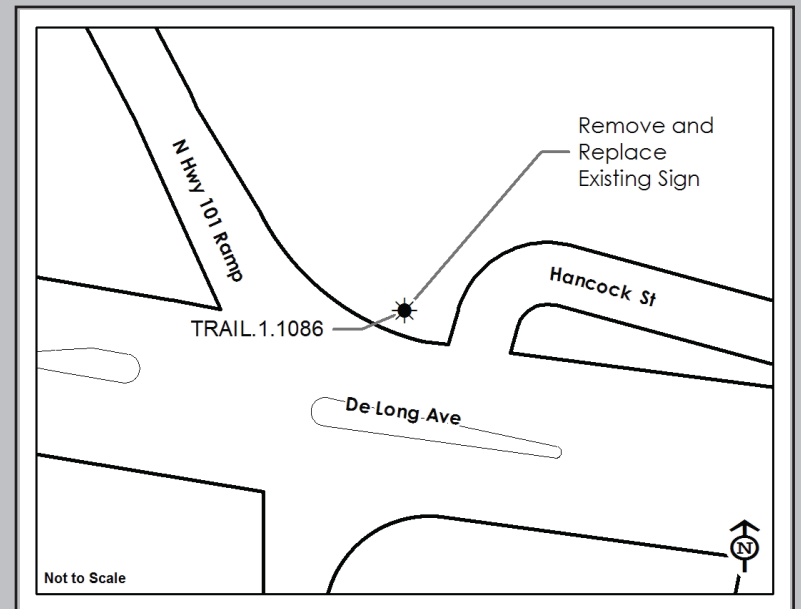 Remove and
Replace
Existing Sign
N Hwy 101 Ramp
Hancock St
TRAIL.1.1086
De Long Ave
N
Not to Scale